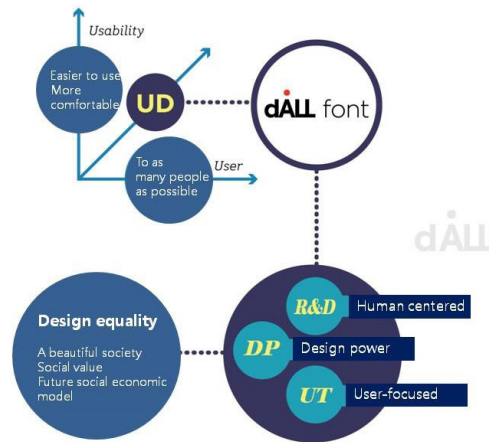 Usability
Easier to use
More
comfortable
UD
dALL font
To as
many people
as possible
User
dALL
R&D Human centered
DP Design power
UT User-focused
Design equality
A beautiful society
Social value
Future social economic
model